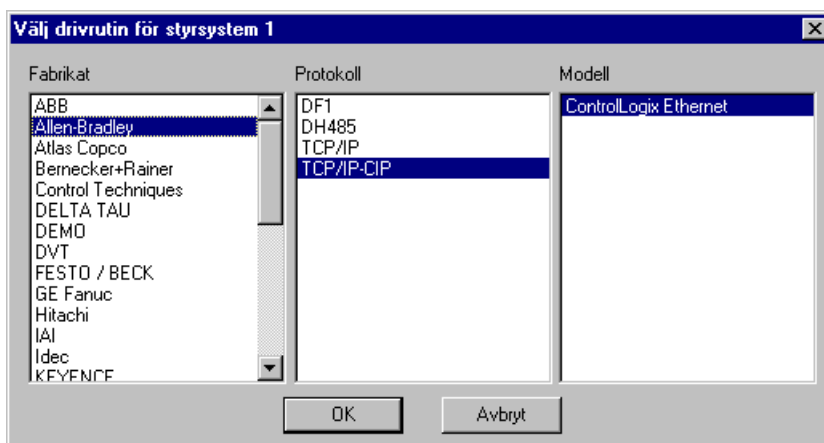 Välj drivrutin för styrsystem 1
Fabrikat
ABB
Allen-Bradley
Atlas Copco
Bernecker+Rainer
Control Techniques
DELTA TAU
DEMO
DVT
FESTO / BECK
GE Fanuc
Hitachi
IAI
Idec
KEYENCE
Protokoll
DF1
DH485
TCP/IP
TCP/IP-CIP
Modell
ControlLogix Ethernet
OK
Avbryt